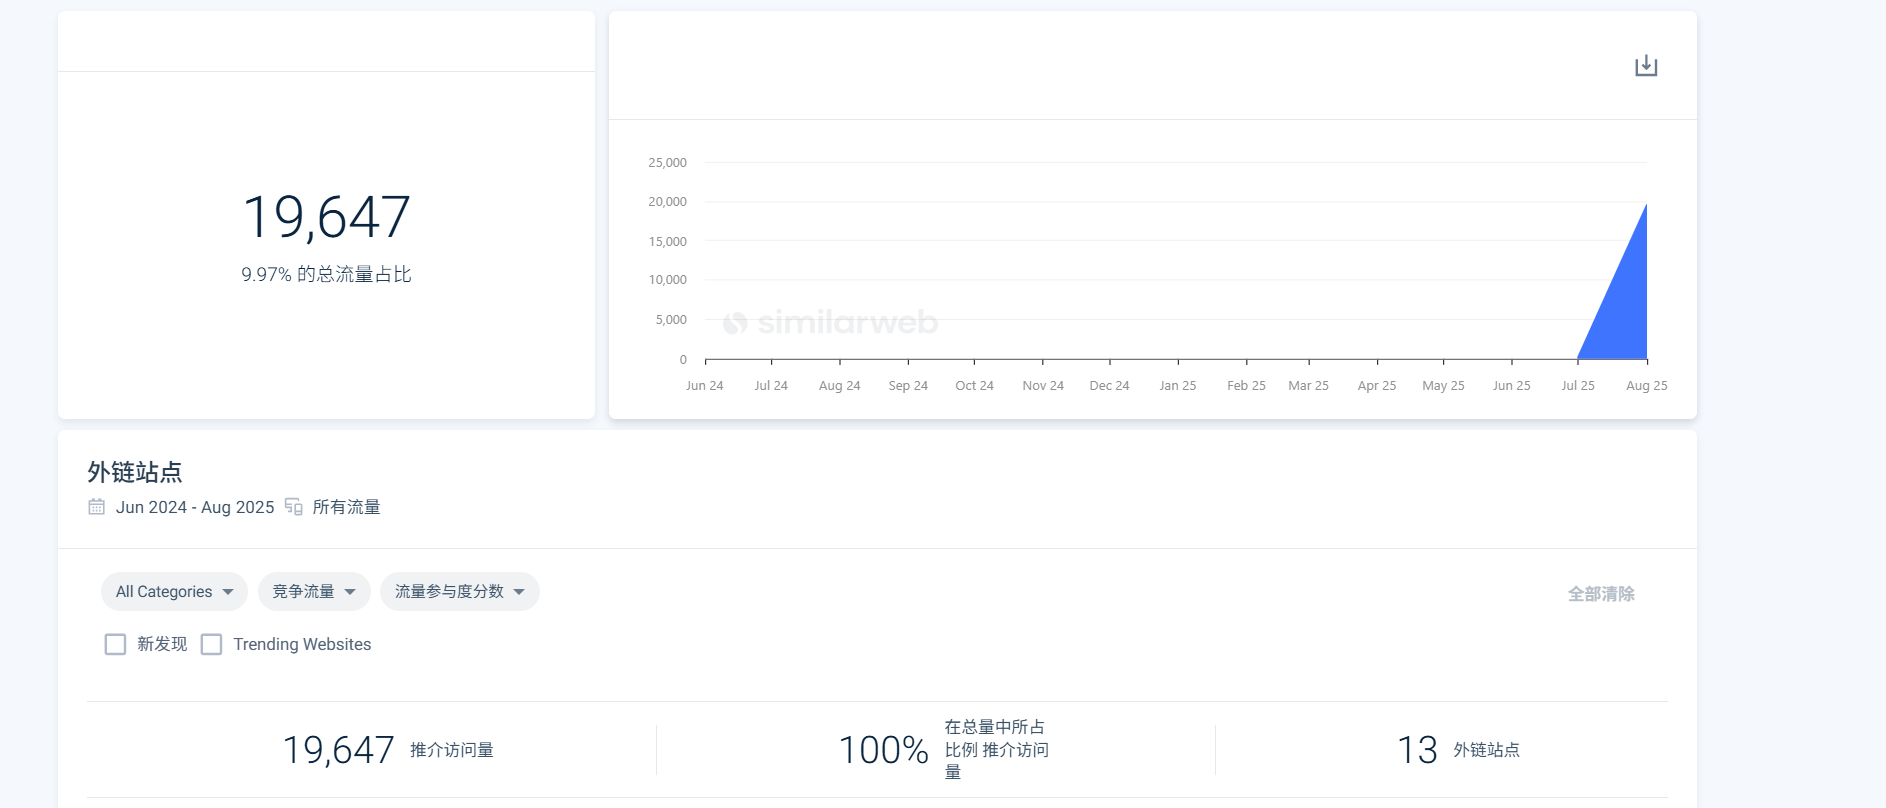 19,647
9.97% 的总流量占比
25,000
20,000
15,000
10,000
5,000
0
similarweb
Jun 24 Jul 24 Aug 24 Sep 24 Oct 24 Nov 24 Dec 24 Jan 25 Feb 25 Mar 25 Apr 25 May 25 Jun 25 Jul 25 Aug 25
外链站点
Jun 2024 - Aug 2025 所有流量
All Categories 竞争流量 流量参与度分数 全部清除
新发现 Trending Websites
19,647 推介访问量
100% 在总量中所占
比例 推介访问
量
13 外链站点